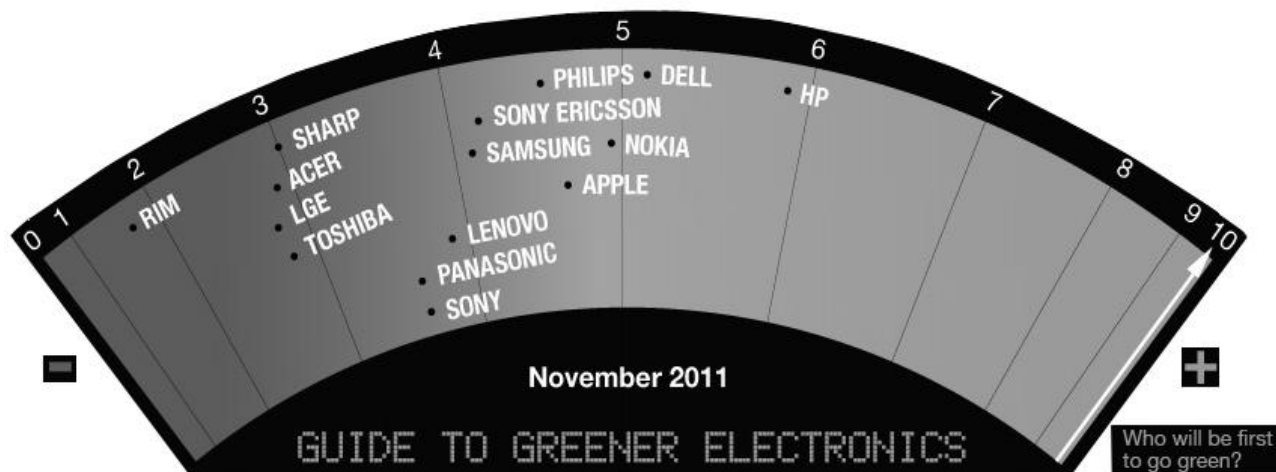 0 1 2 3 4 5 6 7 8 9 10
PHILIPS
DELL
HP
SONY ERICSSON
SHARP
SAMSUNG
NOKIA
ACER
APPLE
RIM
LGE
TOSHIBA
LENOVO
PANASONIC
SONY
-
+
November 2011
GUIDE TO GREENER ELECTRONICS
Who will be first
to go green?